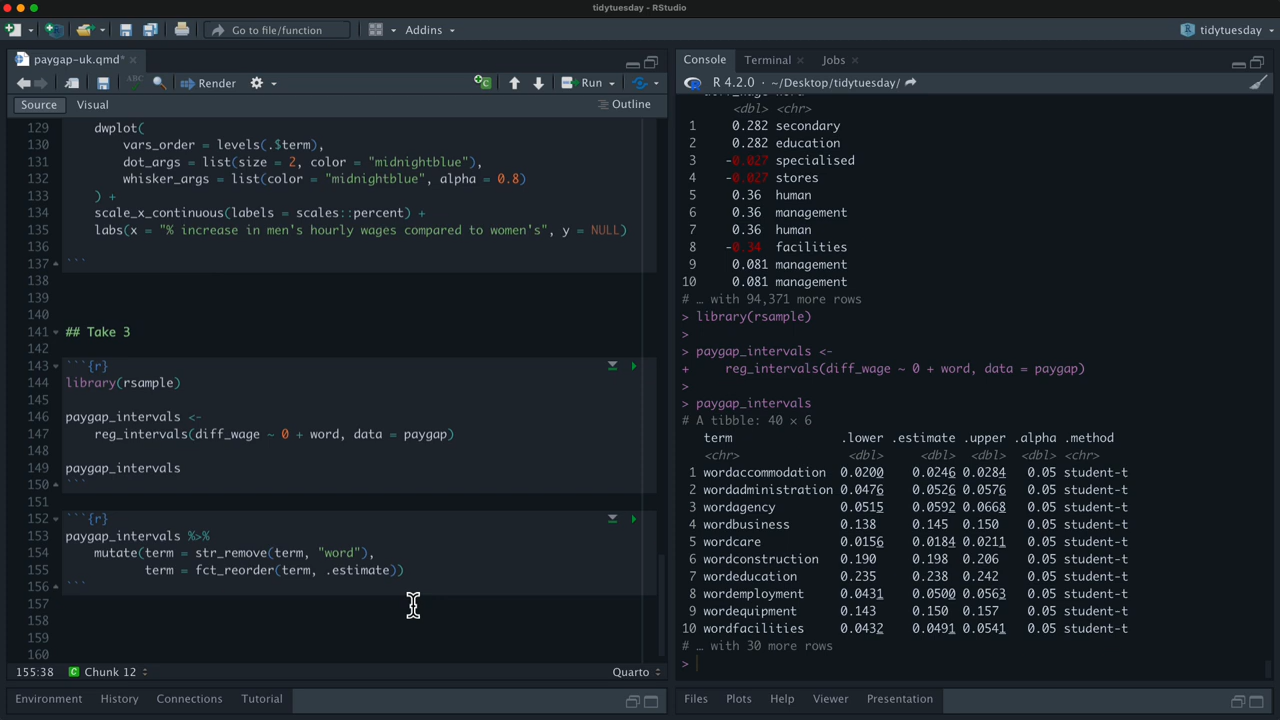 tidytuesday - RStudio
Go to file/function
Addins
tidytuesday
paygap-uk.qmd*
ABC
Render
Run
Source
Visual
Outline
129 dwplot(
130 vars_order = levels(.$term),
131 dot_args = list(size = 2, color = "midnightblue"),
132 whisker_args = list(color = "midnightblue", alpha = 0.8)
133 ) +
134 scale_x_continuous(labels = scales::percent) +
135 labs(x = "% increase in men's hourly wages compared to women's", y = NULL)
136
137 ```
138
139
140
141 ## Take 3
142
143 ```{r}
144 library(rsample)
145
146 paygap_intervals <-
147 reg_intervals(diff_wage ~ 0 + word, data = paygap)
148
149 paygap_intervals
150 ```
151
152 ```{r}
153 paygap_intervals %>%
154 mutate(term = str_remove(term, "word"),
155 term = fct_reorder(term, .estimate))
156 ```
157
158
159
160
155:38
Chunk 12
Quarto
Environment
History
Connections
Tutorial
Console
Terminal
Jobs
R 4.2.0 · ~/Desktop/tidytuesday/
<dbl> <chr>
1 0.282 secondary
2 0.282 education
3 -0.027 specialised
4 -0.027 stores
5 0.36 human
6 0.36 management
7 0.36 human
8 -0.34 facilities
9 0.081 management
10 0.081 management
# … with 94,371 more rows
> library(rsample)
>
> paygap_intervals <-
+ reg_intervals(diff_wage ~ 0 + word, data = paygap)
>
> paygap_intervals
# A tibble: 40 × 6
term .lower .estimate .upper .alpha .method
<chr> <dbl> <dbl> <dbl> <dbl> <chr>
1 wordaccommodation 0.0200 0.0246 0.0284 0.05 student-t
2 wordadministration 0.0476 0.0526 0.0576 0.05 student-t
3 wordagency 0.0515 0.0592 0.0668 0.05 student-t
4 wordbusiness 0.138 0.145 0.150 0.05 student-t
5 wordcare 0.0156 0.0184 0.0211 0.05 student-t
6 wordconstruction 0.190 0.198 0.206 0.05 student-t
7 wordeducation 0.235 0.238 0.242 0.05 student-t
8 wordemployment 0.0431 0.0500 0.0563 0.05 student-t
9 wordequipment 0.143 0.150 0.157 0.05 student-t
10 wordfacilities 0.0432 0.0491 0.0541 0.05 student-t
# … with 30 more rows
>
Files
Plots
Help
Viewer
Presentation